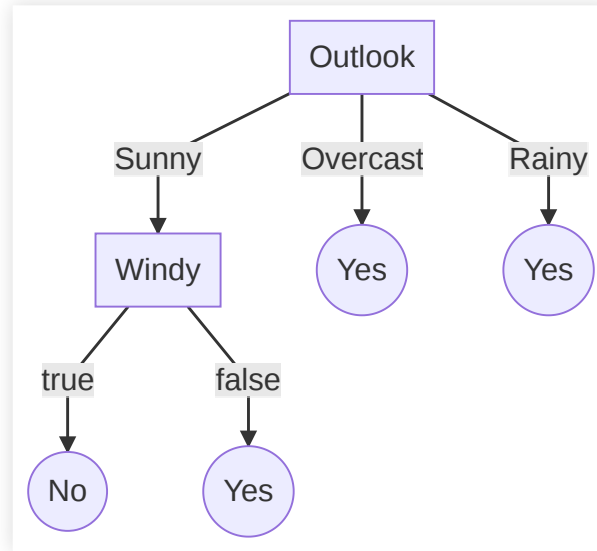 Outlook
Sunny
Overcast
Rainy
Windy
Yes
Yes
true
false
No
Yes